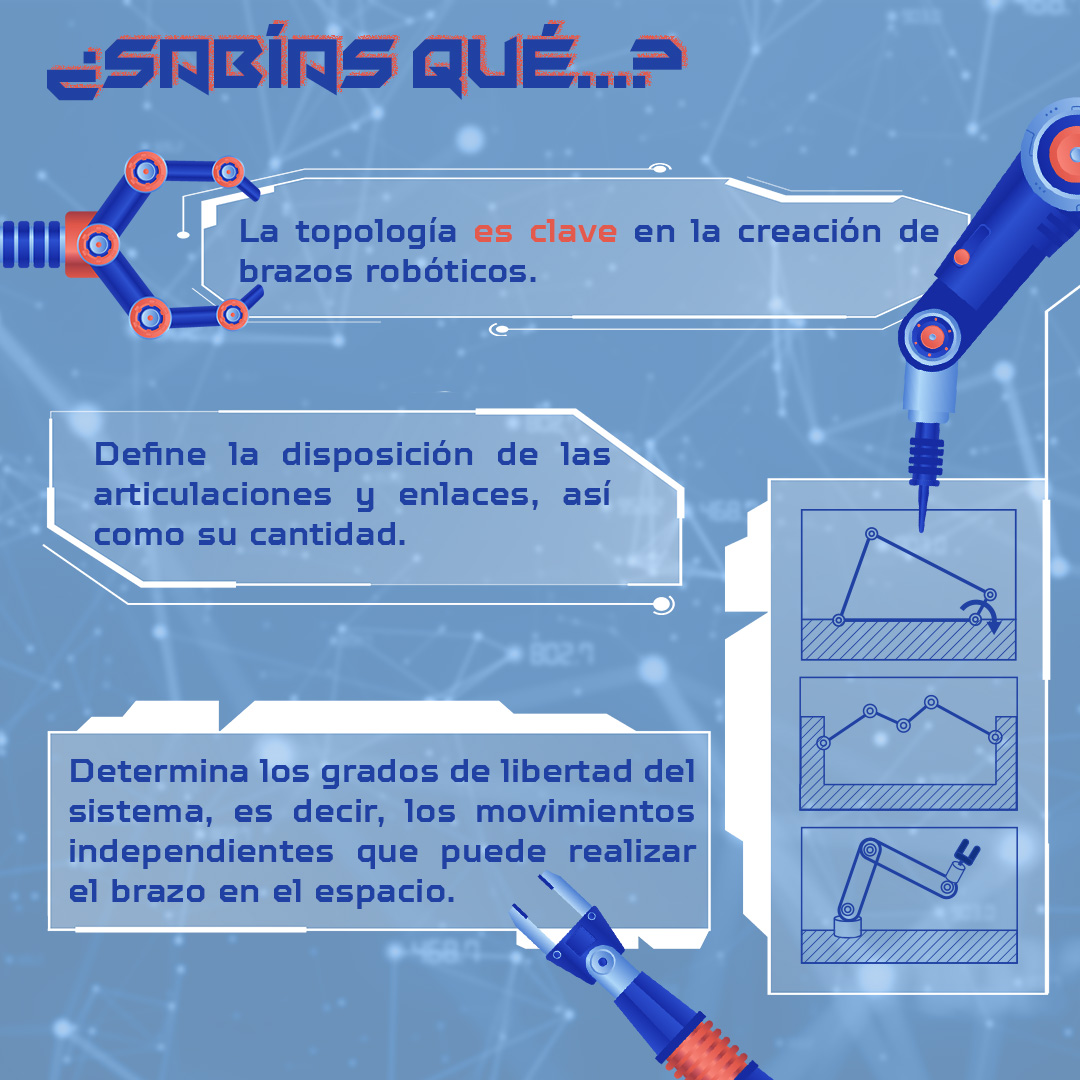 ¿SABÍAS QUÉ...?
La topología es clave en la creación de
brazos robóticos.
Define la disposición de las
articulaciones y enlaces, así
como su cantidad.
Determina los grados de libertad del
sistema, es decir, los movimientos
independientes que puede realizar
el brazo en el espacio.